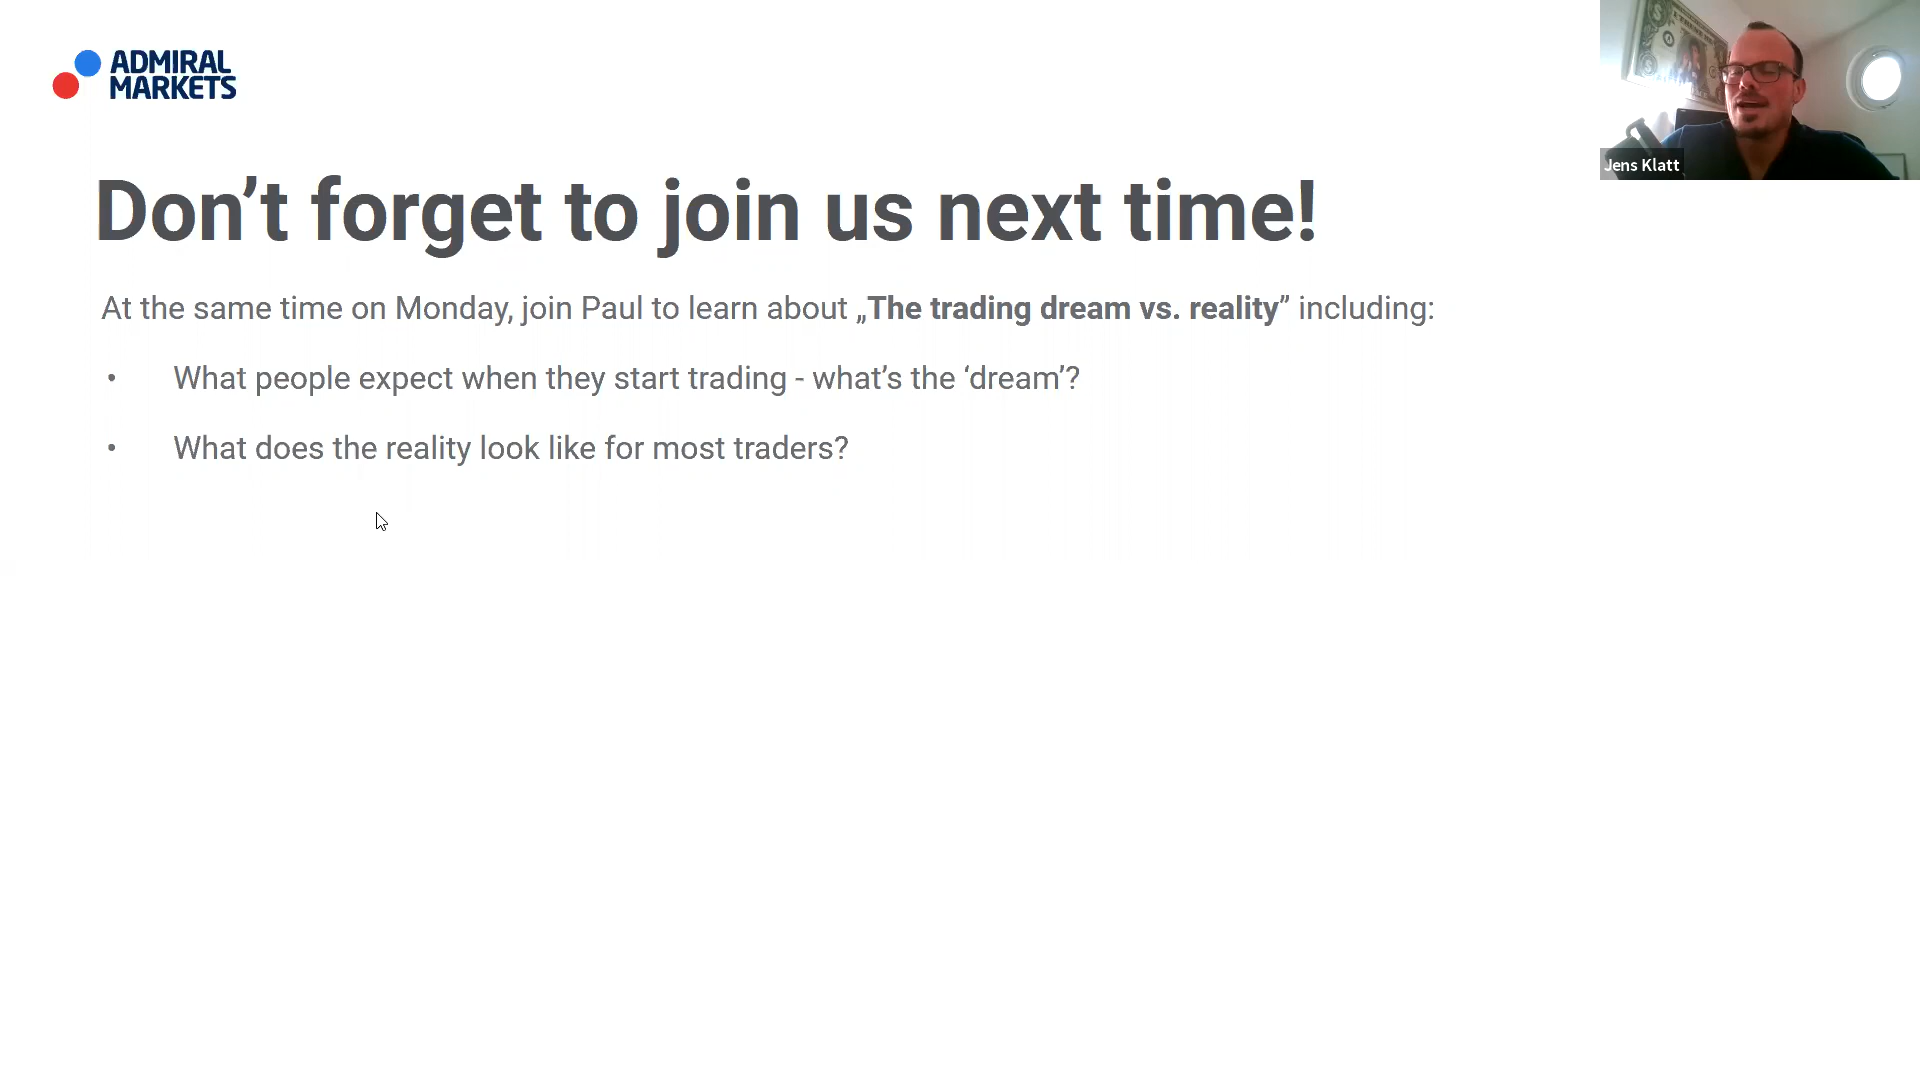 ADMIRAL
MARKETS
Jens Klatt
Don’t forget to join us next time!
At the same time on Monday, join Paul to learn about „The trading dream vs. reality” including:
• What people expect when they start trading - what’s the ‘dream’?
• What does the reality look like for most traders?